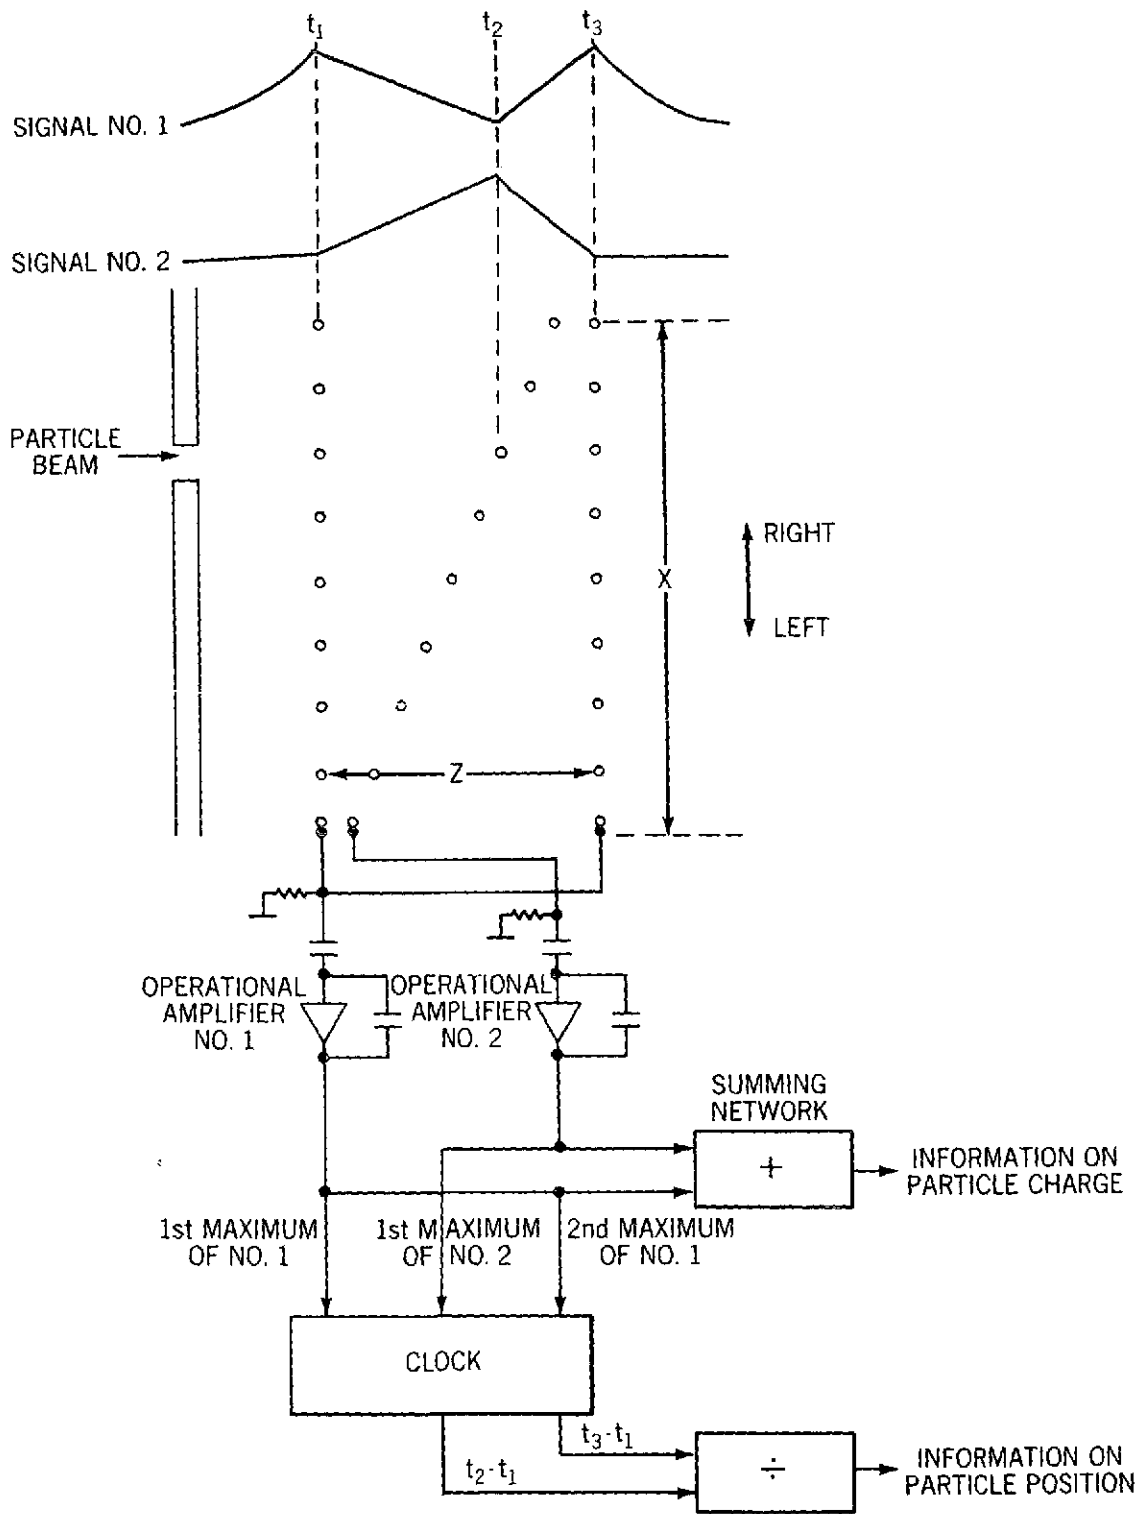 t1
t2
t3
SIGNAL NO. 1
SIGNAL NO. 2
PARTICLE
BEAM
RIGHT
X
LEFT
Z
OPERATIONAL
AMPLIFIER
NO. 1
OPERATIONAL
AMPLIFIER
NO. 2
SUMMING
NETWORK
+
INFORMATION ON
PARTICLE CHARGE
1st MAXIMUM
OF NO. 1
1st MAXIMUM
OF NO. 2
2nd MAXIMUM
OF NO. 1
CLOCK
t3-t1
t2-t1
÷
INFORMATION ON
PARTICLE POSITION